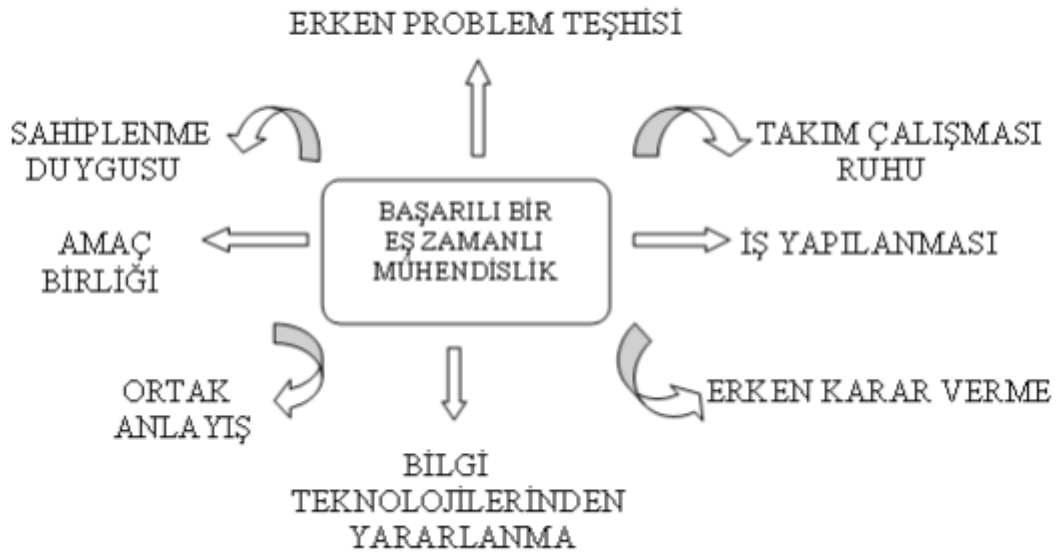 ERKEN PROBLEM TEŞHİSİ
SAHİPLENME
DUYGUSU
TAKIM ÇALIŞMASI
RUHU
BAŞARILI BİR
EŞ ZAMANLI
MÜHENDİSLİK
AMAÇ
BİRLİĞİ
İŞ YAPILANMASI
ORTAK
ANLAYIŞ
ERKEN KARAR VERME
BİLGİ
TEKNOLOJİLERİNDEN
YARARLANMA